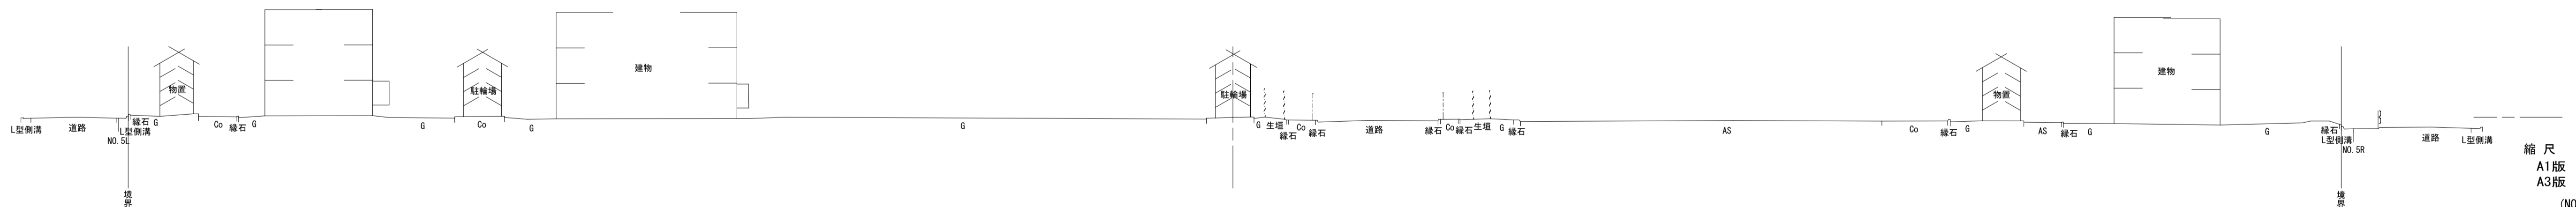 建物
建物
物置
駐輪場
駐輪場
物置
L型側溝
道路
L型側溝
縁石
G
Co
縁石
G
G
Co
G
G
G
生垣
縁石
Co
縁石
道路
縁石
Co
縁石
生垣
G
縁石
AS
Co
縁石
G
AS
縁石
G
G
縁石
L型側溝
道路
L型側溝
NO.5L
NO.5R
縮 尺
A1版
A3版
境界
境界
(NO